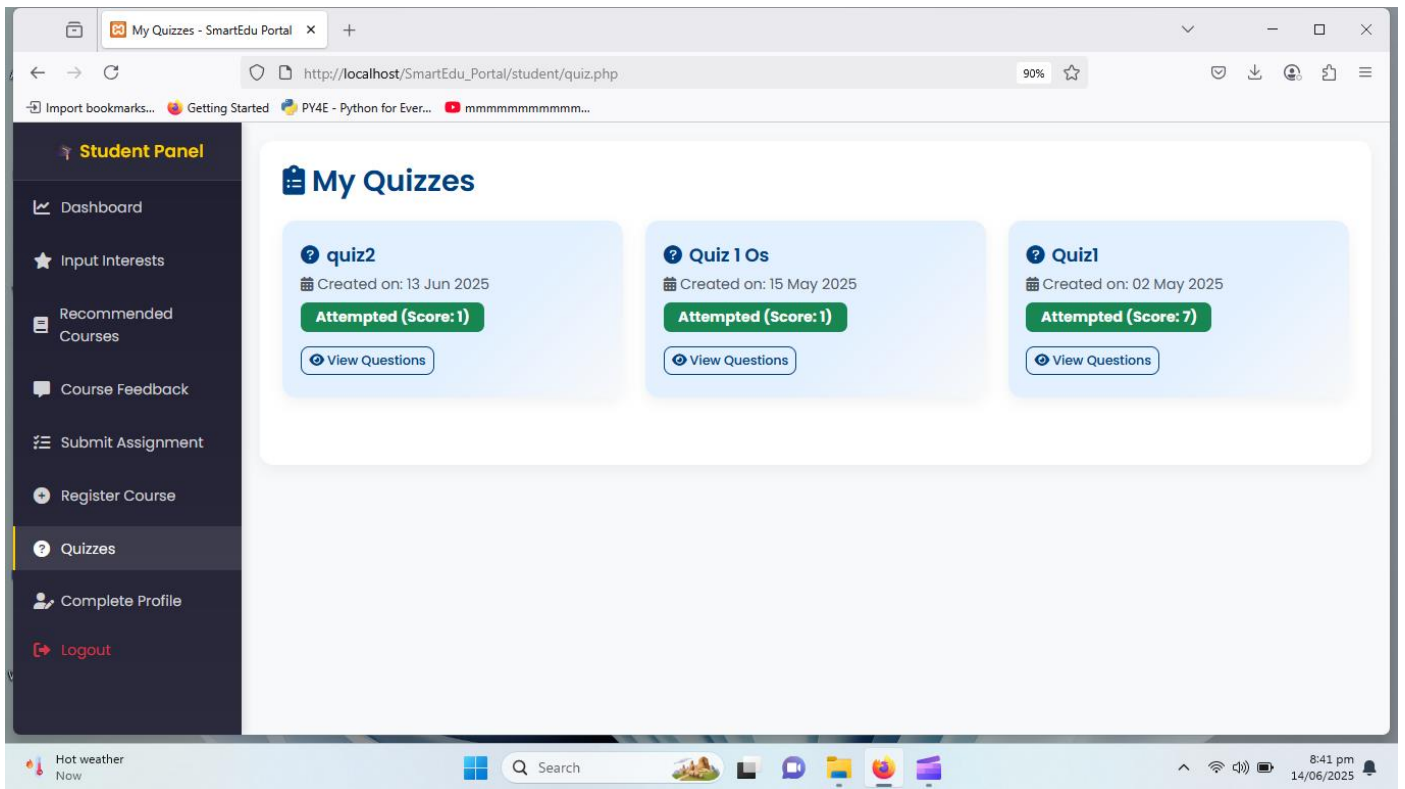 My Quizzes - SmartEdu Portal
http://localhost/SmartEdu_Portal/student/quiz.php
90%
Import bookmarks...
Getting Started
PY4E - Python for Ever...
mmmmmmmmmmm...
Student Panel
Dashboard
Input Interests
Recommended
Courses
Course Feedback
Submit Assignment
Register Course
Quizzes
Complete Profile
Logout
My Quizzes
quiz2
Created on: 13 Jun 2025
Attempted (Score: 1)
View Questions
Quiz 1 Os
Created on: 15 May 2025
Attempted (Score: 1)
View Questions
Quiz1
Created on: 02 May 2025
Attempted (Score: 7)
View Questions
Hot weather
Now
Search
8:41 pm
14/06/2025